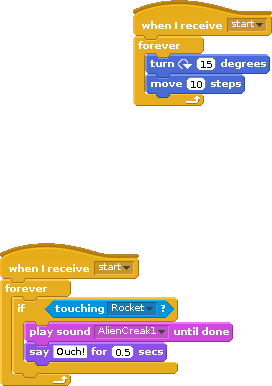 when I receive start
forever
turn 15 degrees
move 10 steps
when I receive start
forever
if touching Rocket ?
play sound AlienCreak1 until done
say Ouch! for 0.5 secs